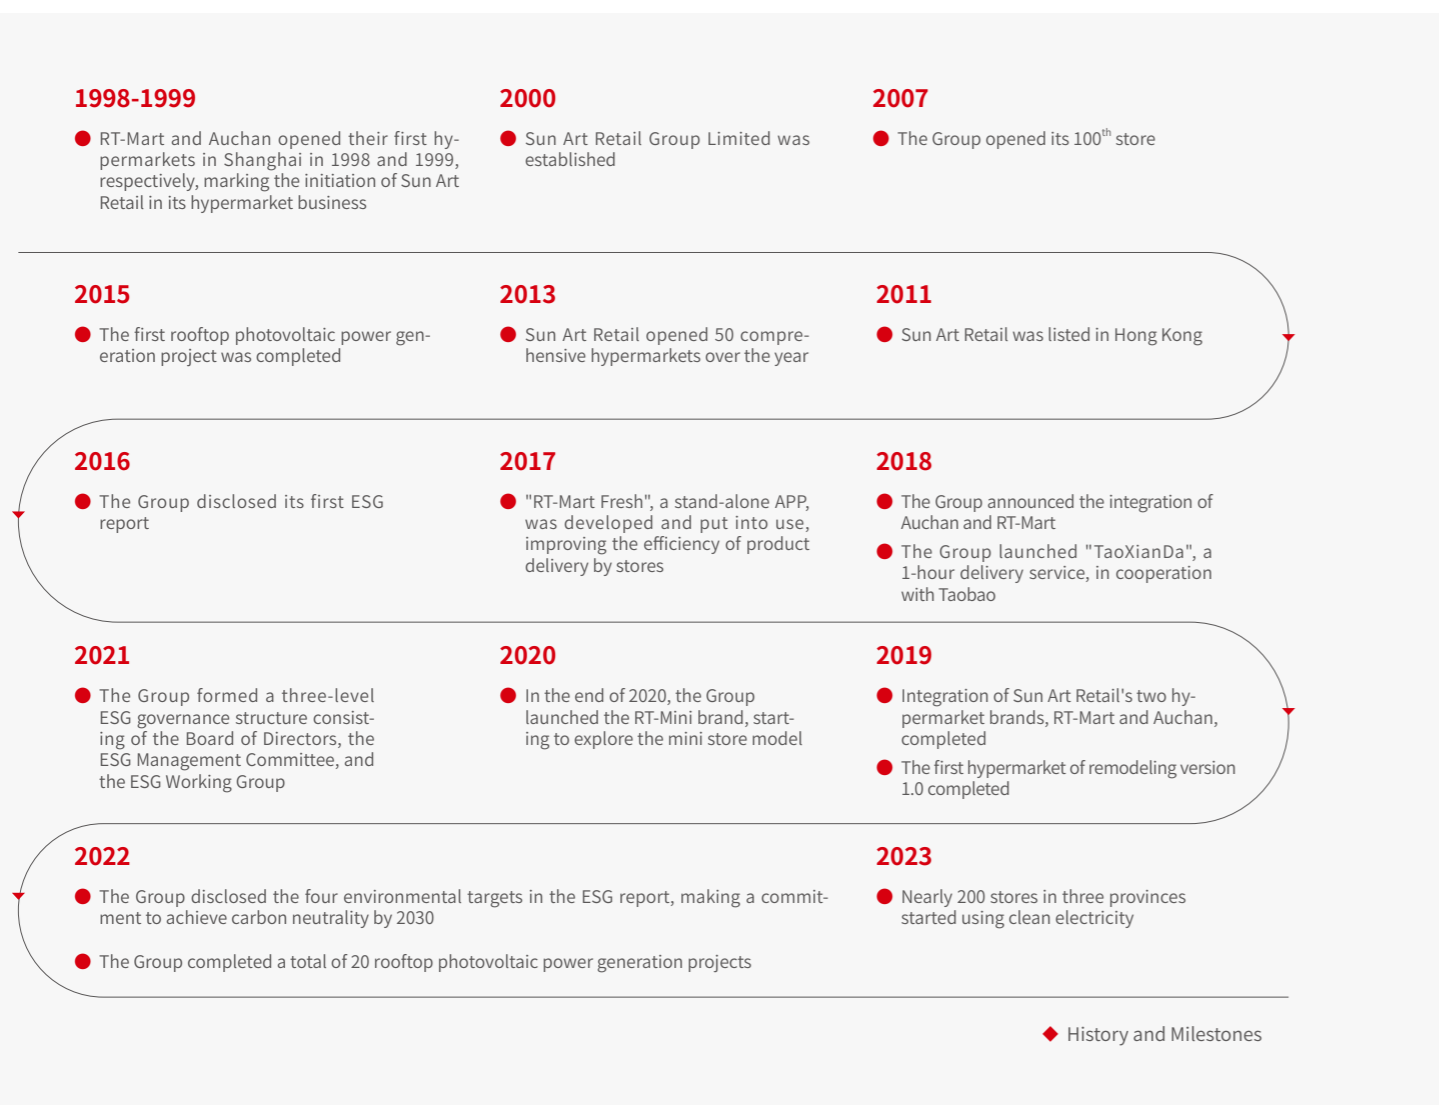 1998-1999
RT-Mart and Auchan opened their first hy-
permarkets in Shanghai in 1998 and 1999,
respectively, marking the initiation of Sun Art
Retail in its hypermarket business
2000
Sun Art Retail Group Limited was
established
2007
The Group opened its 100th store
2015
The first rooftop photovoltaic power gen-
eration project was completed
2013
Sun Art Retail opened 50 compre-
hensive hypermarkets over the year
2011
Sun Art Retail was listed in Hong Kong
2016
The Group disclosed its first ESG
report
2017
"RT-Mart Fresh", a stand-alone APP,
was developed and put into use,
improving the efficiency of product
delivery by stores
2018
The Group announced the integration of
Auchan and RT-Mart
The Group launched "TaoXianDa", a
1-hour delivery service, in cooperation
with Taobao
2021
The Group formed a three-level
ESG governance structure consist-
ing of the Board of Directors, the
ESG Management Committee, and
the ESG Working Group
2020
In the end of 2020, the Group
launched the RT-Mini brand, start-
ing to explore the mini store model
2019
Integration of Sun Art Retail's two hy-
permarket brands, RT-Mart and Auchan,
completed
The first hypermarket of remodeling version
1.0 completed
2022
The Group disclosed the four environmental targets in the ESG report, making a commit-
ment to achieve carbon neutrality by 2030
The Group completed a total of 20 rooftop photovoltaic power generation projects
2023
Nearly 200 stores in three provinces
started using clean electricity
History and Milestones